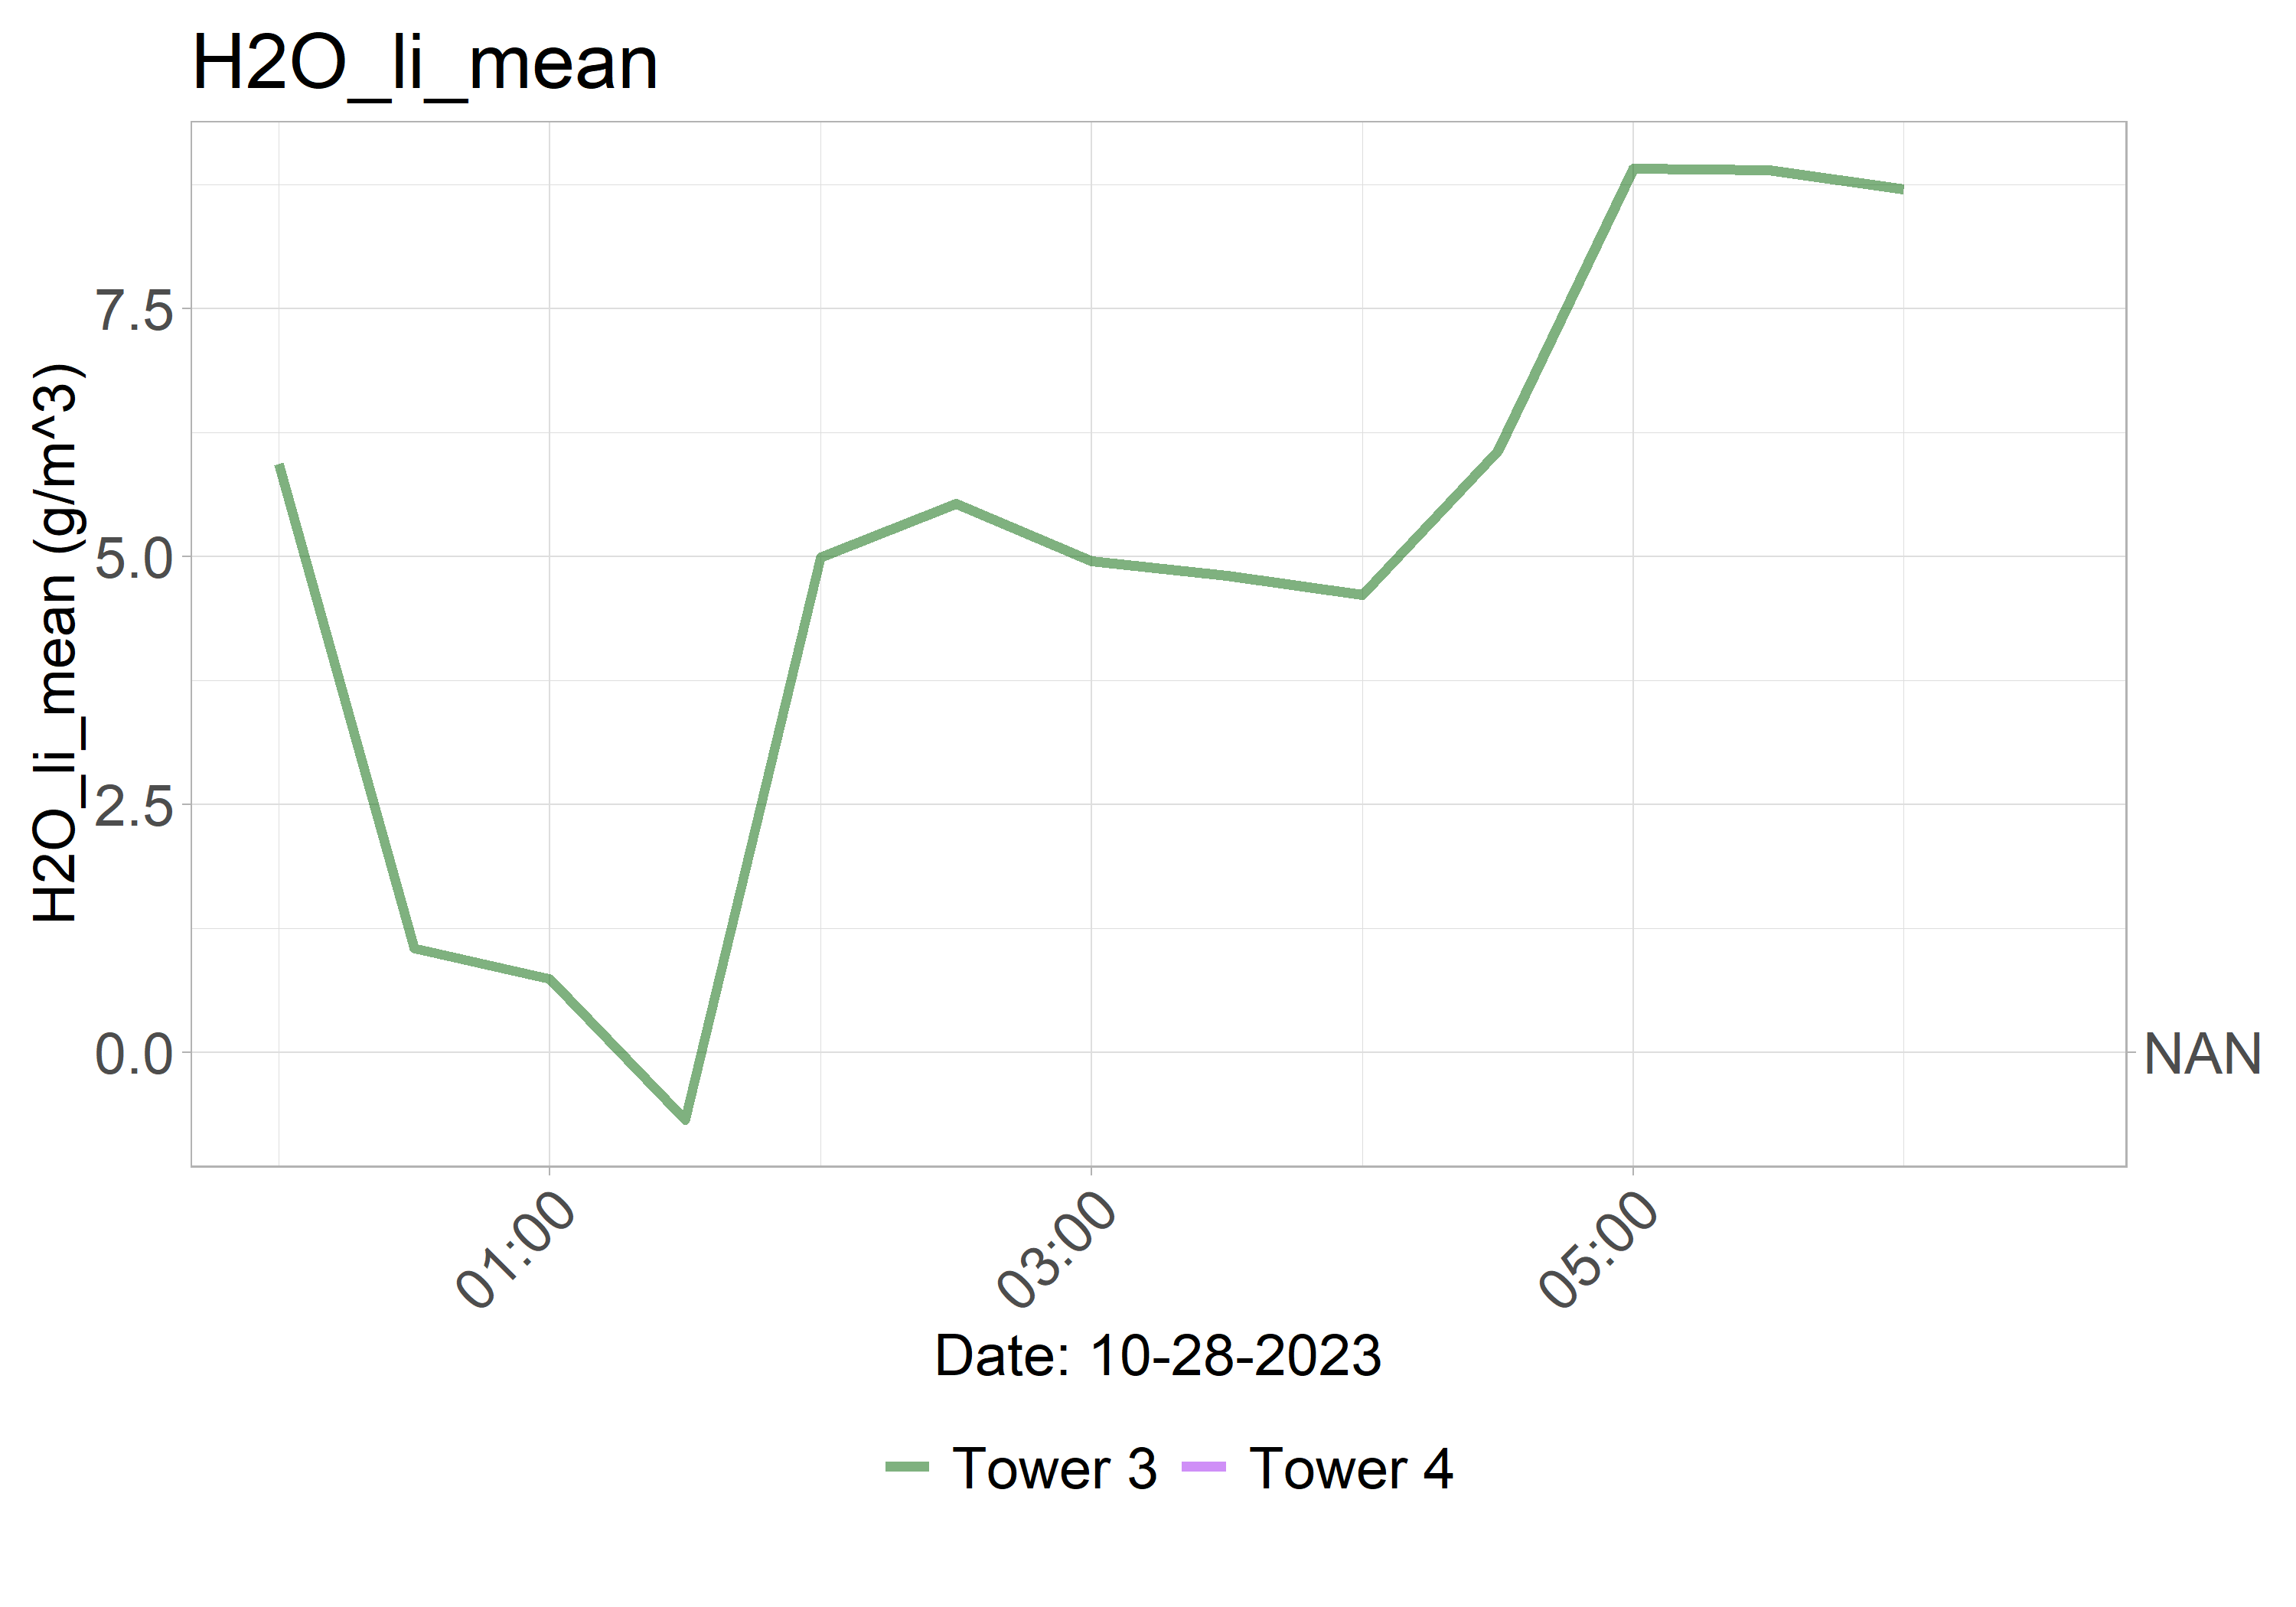 H2O_li_mean
H2O_li_mean (g/m^3)
7.5
5.0
2.5
0.0
NAN
01:00
03:00
05:00
Date: 10-28-2023
Tower 3
Tower 4